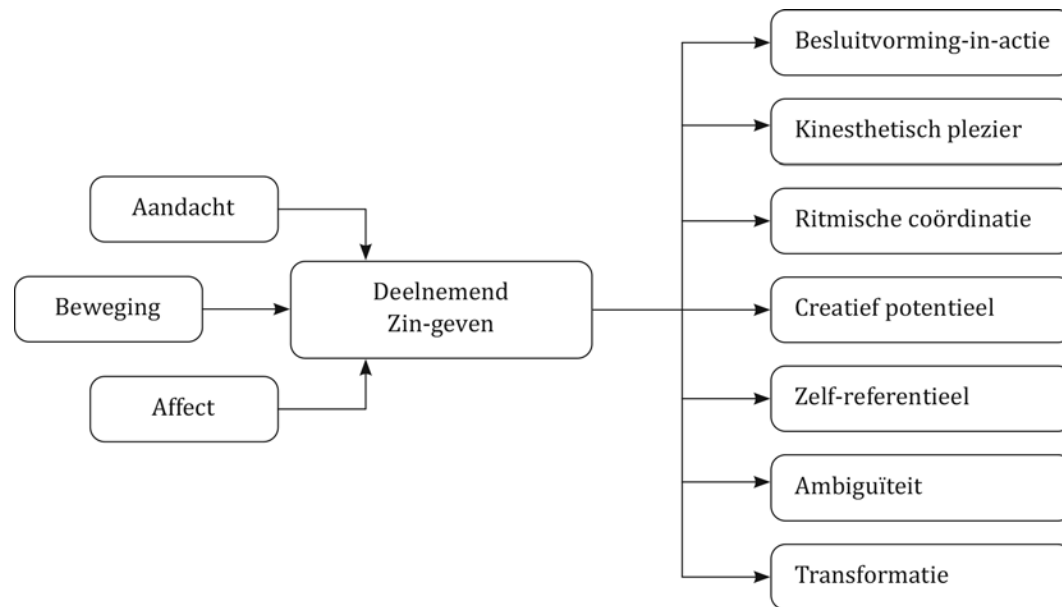 Aandacht
Beweging
Affect
Deelnemend
Zin-geven
Besluitvorming-in-actie
Kinesthetisch plezier
Ritmische coördinatie
Creatief potentieel
Zelf-referentieel
Ambiguïteit
Transformatie